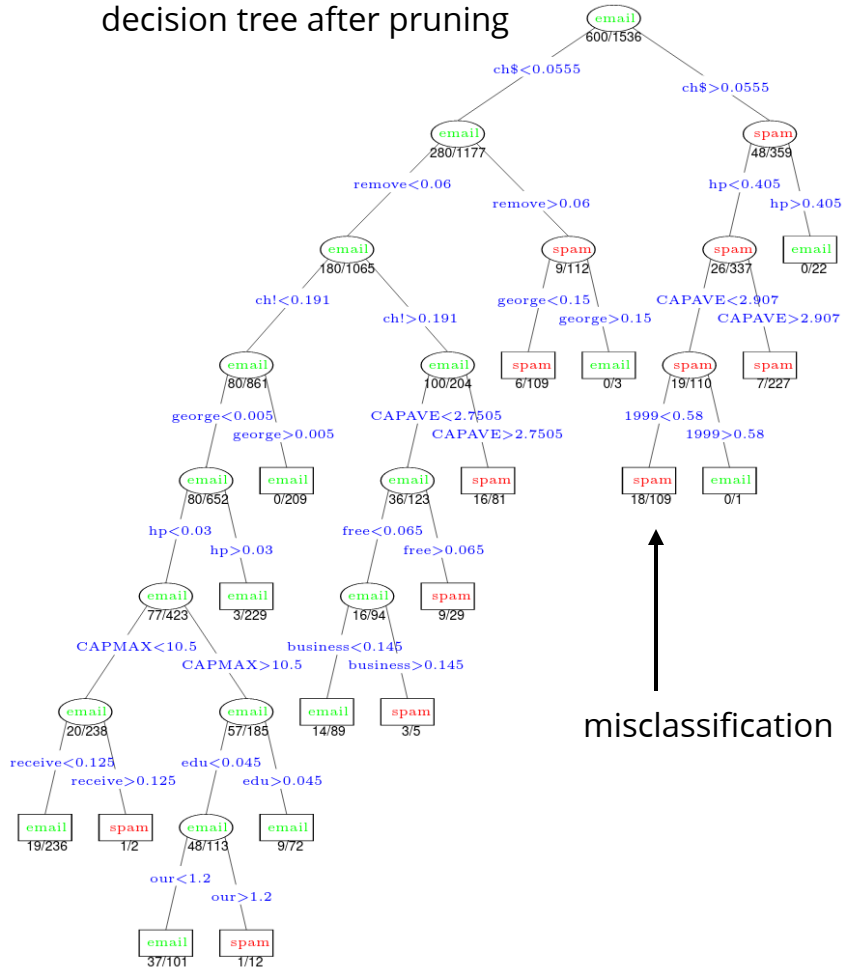 decision tree after pruning
email
600/1536
ch$<0.0555
ch$>0.0555
email
280/1177
spam
48/359
remove<0.06
remove>0.06
hp<0.405
hp>0.405
email
180/1065
spam
9/112
spam
26/337
email
0/22
ch!<0.191
ch!>0.191
george<0.15
george>0.15
CAPAVE<2.907
CAPAVE>2.907
email
80/861
email
100/204
spam
6/109
email
0/3
spam
19/110
spam
7/227
george<0.005
george>0.005
CAPAVE<2.7505
CAPAVE>2.7505
1999<0.58
1999>0.58
email
80/652
email
0/209
email
36/123
spam
16/81
spam
18/109
email
0/1
hp<0.03
hp>0.03
free<0.065
free>0.065
email
77/423
email
3/229
email
16/94
spam
9/29
CAPMAX<10.5
CAPMAX>10.5
business<0.145
business>0.145
email
20/238
email
57/185
email
14/89
spam
3/5
misclassification
receive<0.125
receive>0.125
edu<0.045
edu>0.045
email
19/236
spam
1/2
email
48/113
email
9/72
our<1.2
our>1.2
email
37/101
spam
1/12